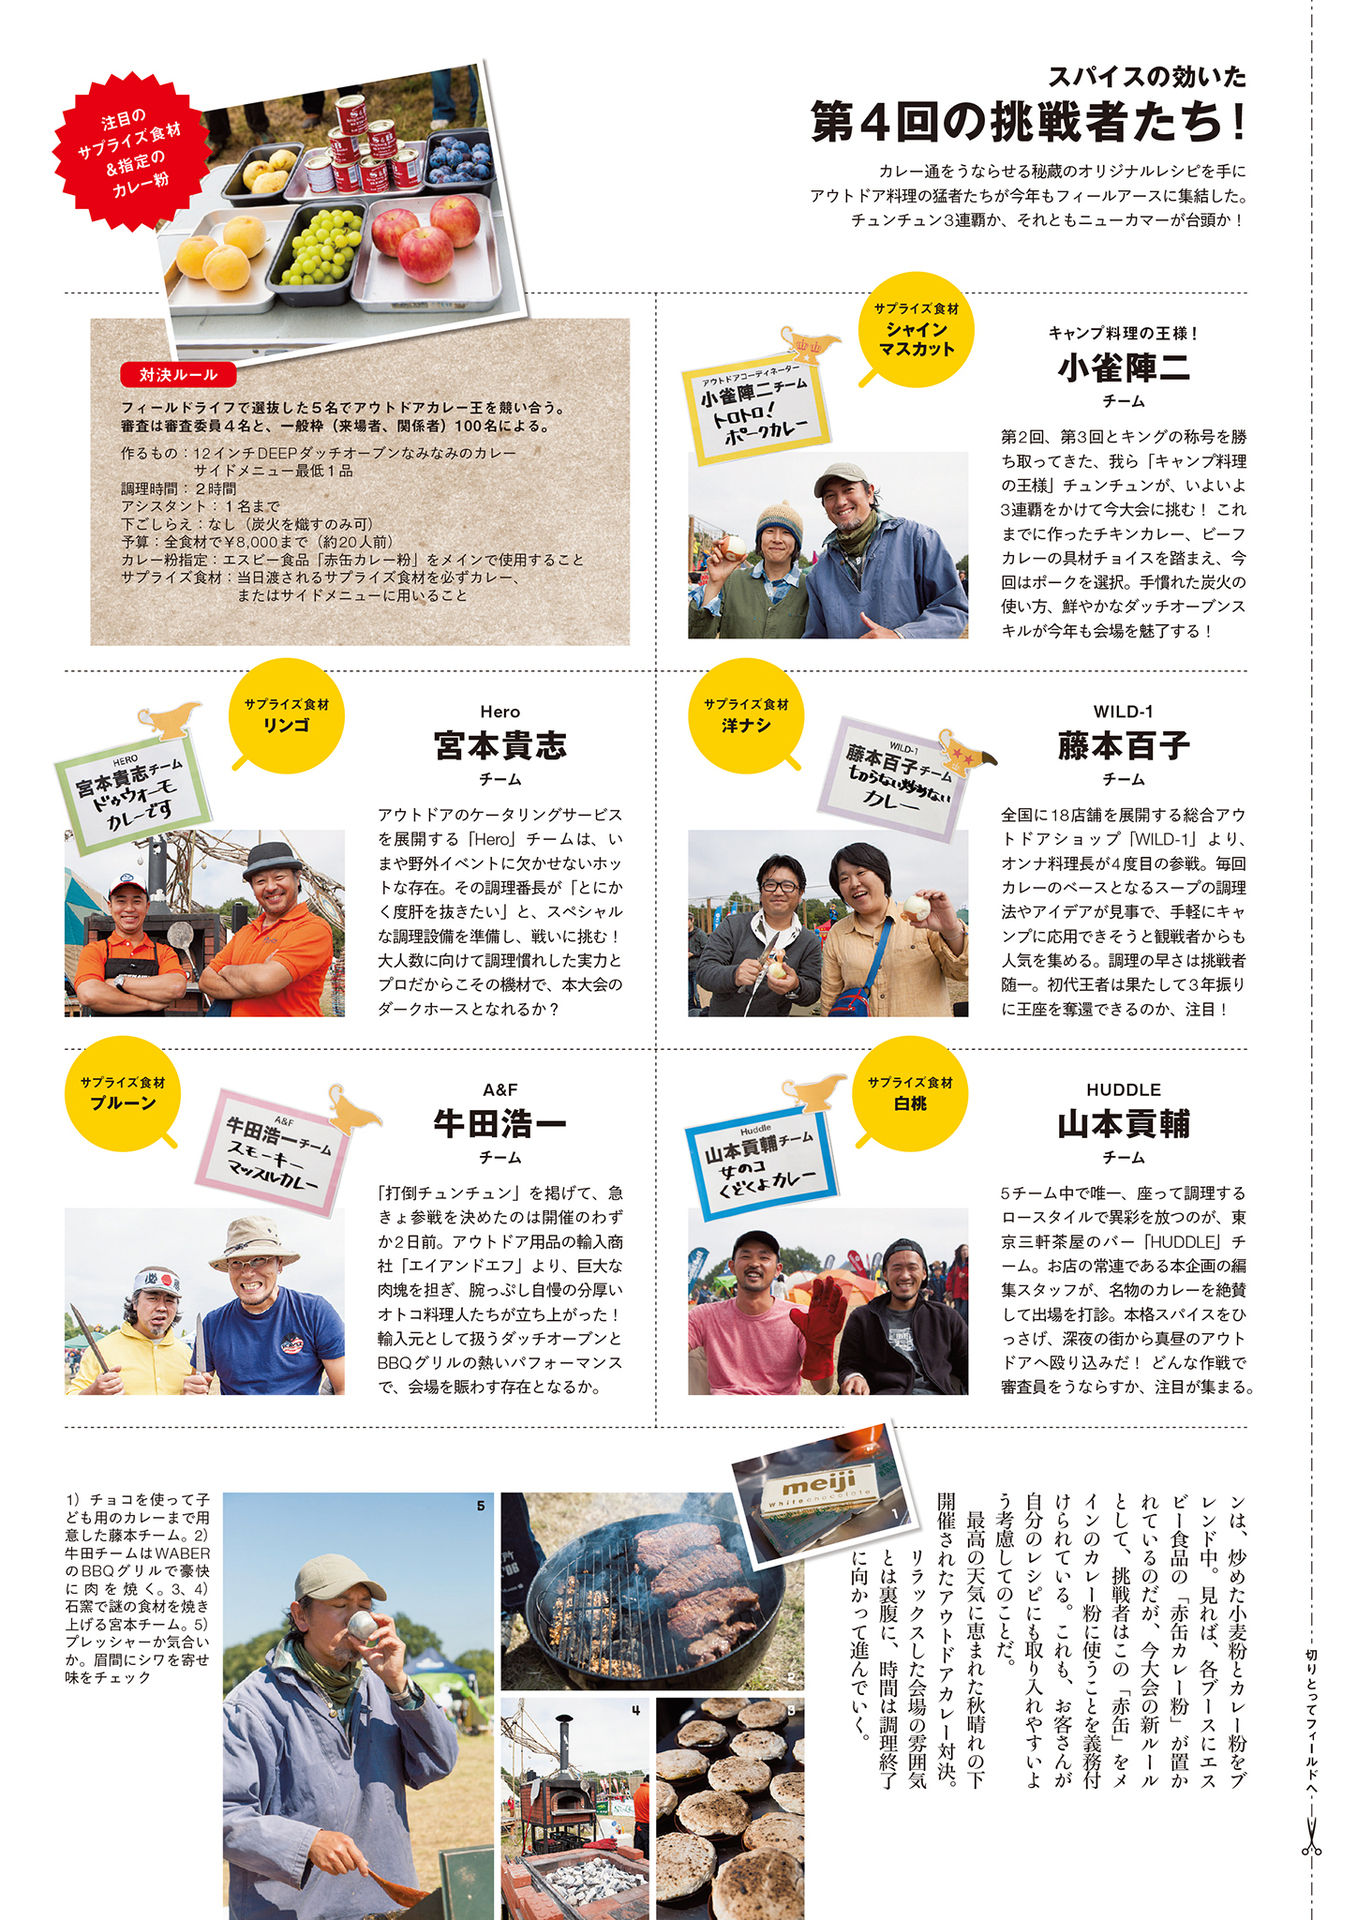 スパイスの効いた
第4回の挑戦者たち！
カレー通をうならせる秘蔵のオリジナルレシピを手に
アウトドア料理の猛者たちが今年もフィールアースに集結した。
チュンチュン3連覇か、それともニューカマーが台頭か！
注目の
サプライズ食材
＆指定の
カレー粉
S&B
対決ルール
フィールドライフで選抜した5名でアウトドアカレー王を競い合う。
審査は審査委員4名と、一般枠（来場者、関係者）100名による。
作るもの：12インチDEEPダッチオーブンなみなみのカレー
サイドメニュー最低1品
調理時間：2時間
アシスタント：1名まで
下ごしらえ：なし（炭火を熾すのみ可）
予算：全食材で¥8,000まで（約20人前）
カレー粉指定：エスビー食品「赤缶カレー粉」をメインで使用すること
サプライズ食材：当日渡されるサプライズ食材を必ずカレー、
またはサイドメニューに用いること
サプライズ食材
シャイン
マスカット
アウトドアコーディネーター
小雀陣二チーム
トロトロ！
ポークカレー
キャンプ料理の王様！
小雀陣二
チーム
第2回、第3回とキングの称号を勝
ち取ってきた、我ら「キャンプ料理
の王様」チュンチュンが、いよいよ
3連覇をかけて今大会に挑む！ これ
までに作ったチキンカレー、ビーフ
カレーの具材チョイスを踏まえ、今
回はポークを選択。手慣れた炭火の
使い方、鮮やかなダッチオーブンス
キルが今年も会場を魅了する！
サプライズ食材
リンゴ
HERO
宮本貴志チーム
ドゥウォーモ
カレーです
Hero
宮本貴志
チーム
アウトドアのケータリングサービス
を展開する「Hero」チームは、い
まや野外イベントに欠かせないホッ
トな存在。その調理番長が「とにか
く度肝を抜きたい」と、スペシャル
な調理設備を準備し、戦いに挑む！
大人数に向けて調理慣れした実力と
プロだからこその機材で、本大会の
ダークホースとなれるか？
サプライズ食材
洋ナシ
WILD-1
藤本百子チーム
切らない炒めない
カレー
WILD-1
藤本百子
チーム
全国に18店舗を展開する総合アウ
トドアショップ「WILD-1」より、
オンナ料理長が4度目の参戦。毎回
カレーのベースとなるスープの調理
法やアイデアが見事で、手軽にキャ
ンプに応用できそうと観戦者からも
人気を集める。調理の早さは挑戦者
随一。初代王者は果たして3年振り
に王座を奪還できるのか、注目！
サプライズ食材
プルーン
A&F
牛田浩一チーム
スモーキー
マッスルカレー
必
A&F
牛田浩一
チーム
「打倒チュンチュン」を掲げて、急
きょ参戦を決めたのは開催のわず
か2日前。アウトドア用品の輸入商
社「エイアンドエフ」より、巨大な
肉塊を担ぎ、腕っぷし自慢の分厚い
オトコ料理人たちが立ち上がった！
輸入元として扱うダッチオーブンと
BBQグリルの熱いパフォーマンス
で、会場を賑わす存在となるか。
サプライズ食材
白桃
Huddle
山本貢輔チーム
女のコ
くどくよカレー
HUDDLE
山本貢輔
チーム
5チーム中で唯一、座って調理する
ロースタイルで異彩を放つのが、東
京三軒茶屋のバー「HUDDLE」チ
ーム。お店の常連である本企画の編
集スタッフが、名物のカレーを絶賛
して出場を打診。本格スパイスをひ
っさげ、深夜の街から真昼のアウト
ドアへ殴り込みだ！ どんな作戦で
審査員をうならすか、注目が集まる。
ンは、炒めた小麦粉とカレー粉をブ
レンド中。見れば、各ブースにエス
ビー食品の「赤缶カレー粉」が置か
れているのだが、今大会の新ルール
として、挑戦者はこの「赤缶」をメ
インのカレー粉に使うことを義務付
けられている。これも、お客さんが
自分のレシピにも取り入れやすいよ
う考慮してのことだ。
最高の天気に恵まれた秋晴れの下
開催されたアウトドアカレー対決。
リラックスした会場の雰囲気
とは裏腹に、時間は調理終了
に向かって進んでいく。
meiji
Whitechocolate
1
2
3
4
5
1）チョコを使って子
ども用のカレーまで用
意した藤本チーム。2）
牛田チームはWABER
のBBQグリルで豪快
に肉を焼く。3、4）
石窯で謎の食材を焼き
上げる宮本チーム。5）
プレッシャーか気合い
か。眉間にシワを寄せ
味をチェック
切りとってフィールドへ